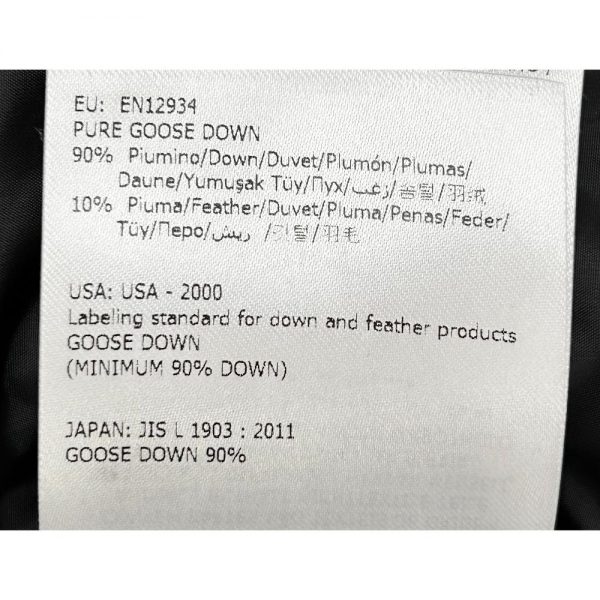 EU: EN12934
PURE GOOSE DOWN
90% Piumino/Down/Duvet/Plumón/Plumas/
Daune/Yumuşak Tüy/Пух/زغب/솜털/羽绒
10% Piuma/Feather/Duvet/Pluma/Penas/Feder/
Tüy/Перо/ريش /깃털/羽毛
USA: USA - 2000
Labeling standard for down and feather products
GOOSE DOWN
(MINIMUM 90% DOWN)
JAPAN: JIS L 1903 : 2011
GOOSE DOWN 90%